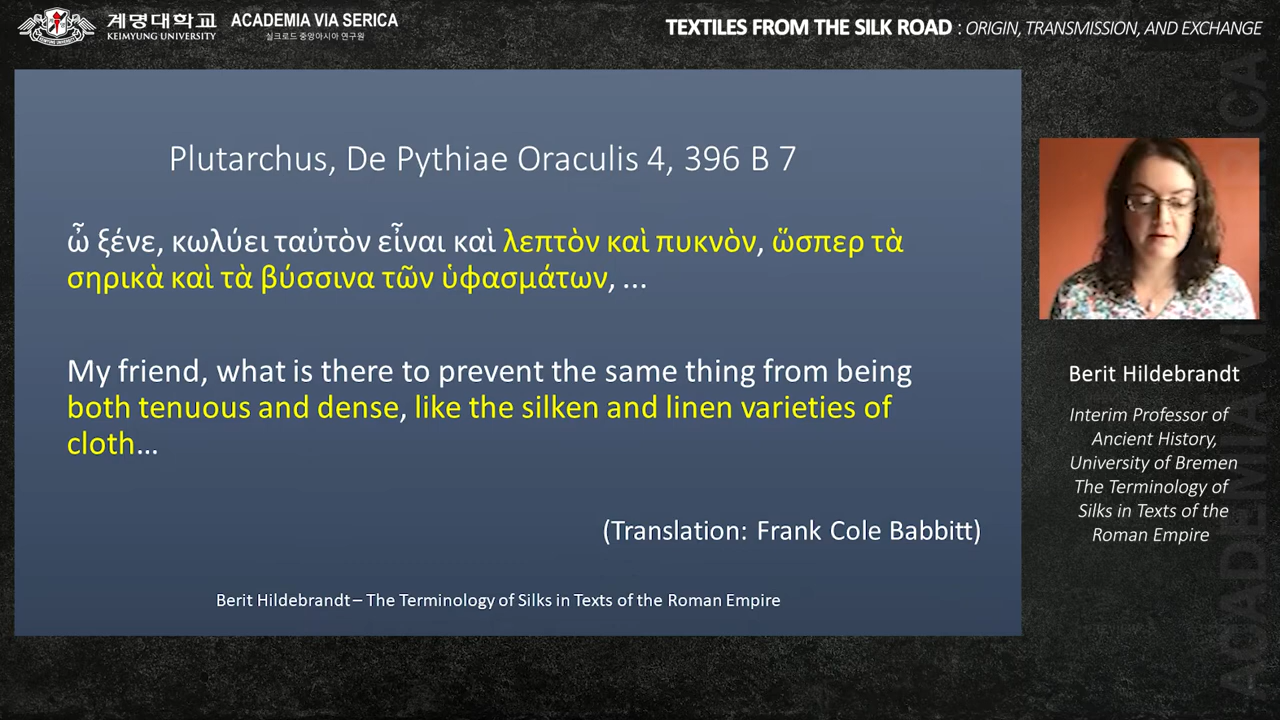 계명대학교
KEIMYUNG UNIVERSITY
ACADEMIA VIA SERICA
실크로드 중앙아시아 연구원
TEXTILES FROM THE SILK ROAD : ORIGIN, TRANSMISSION, AND EXCHANGE
Plutarchus, De Pythiae Oraculis 4, 396 B 7
ὦ ξένε, κωλύει ταὐτὸν εἶναι καὶ λεπτὸν καὶ πυκνὸν, ὥσπερ τὰ
σηρικὰ καὶ τὰ βύσσινα τῶν ὑφασμάτων, ...
My friend, what is there to prevent the same thing from being
both tenuous and dense, like the silken and linen varieties of
cloth...
(Translation: Frank Cole Babbitt)
Berit Hildebrandt – The Terminology of Silks in Texts of the Roman Empire
Berit Hildebrandt
Interim Professor of
Ancient History,
University of Bremen
The Terminology of
Silks in Texts of the
Roman Empire
ACADEMIA VIA SERICA